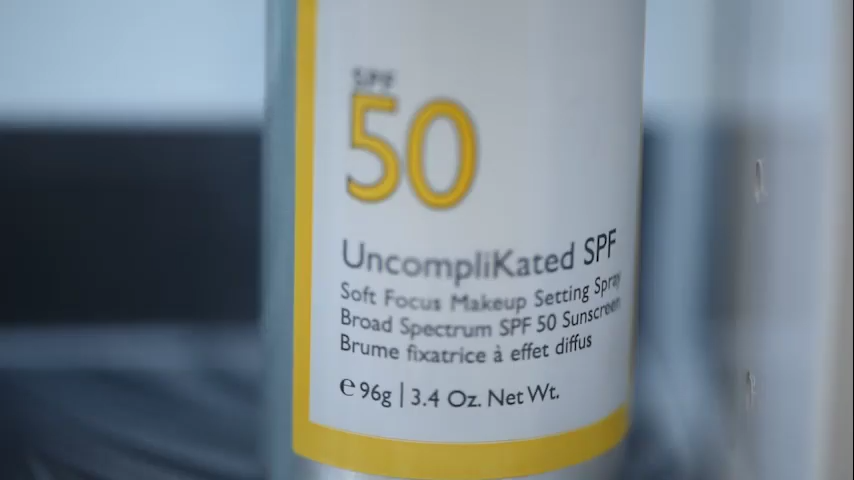 SPF
50
UncompliKated SPF
Soft Focus Makeup Setting Spray
Broad Spectrum SPF 50 Sunscreen
Brume fixatrice à effet diffus
℮ 96g | 3.4 Oz. Net Wt.